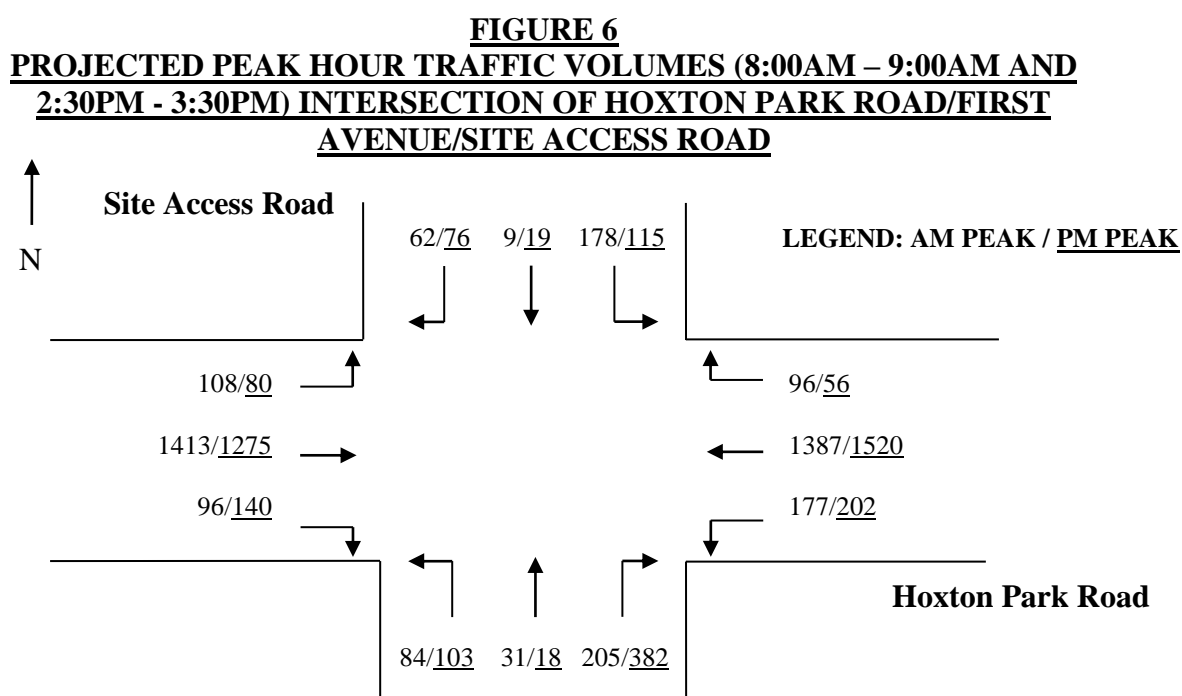 FIGURE 6
PROJECTED PEAK HOUR TRAFFIC VOLUMES (8:00AM – 9:00AM AND
2:30PM - 3:30PM) INTERSECTION OF HOXTON PARK ROAD/FIRST
AVENUE/SITE ACCESS ROAD
Site Access Road
N
62/76 9/19 178/115
LEGEND: AM PEAK / PM PEAK
108/80
96/56
1413/1275
1387/1520
96/140
177/202
Hoxton Park Road
84/103 31/18 205/382